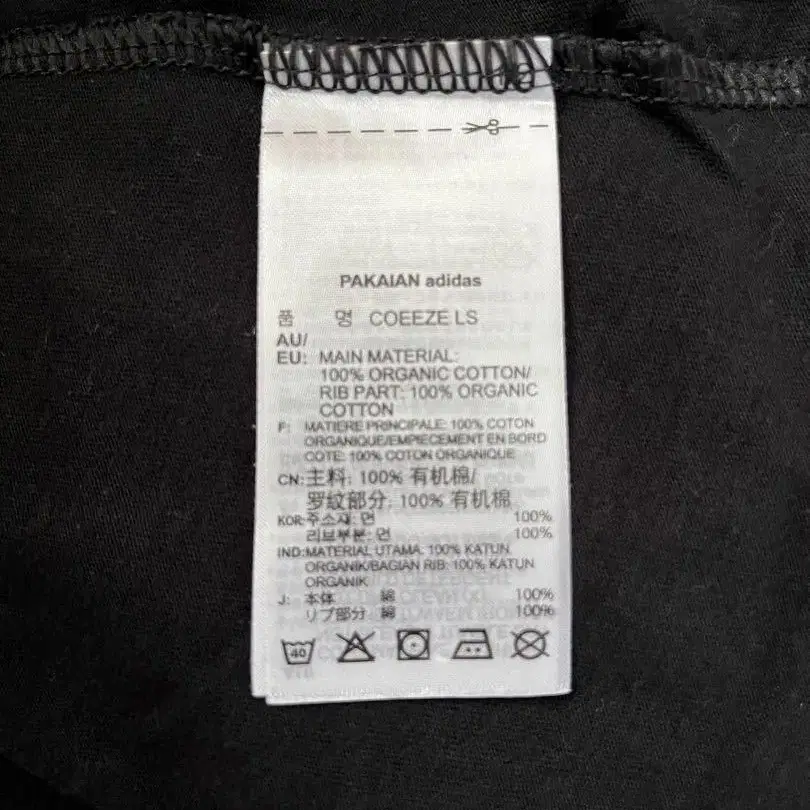 PAKAIAN adidas
품 명 COEEZE LS
AU/
EU: MAIN MATERIAL:
100% ORGANIC COTTON/
RIB PART: 100% ORGANIC
COTTON
F: MATIERE PRINCIPALE: 100% COTON
ORGANIQUE/EMPIECEMENT EN BORD
COTE: 100% COTON ORGANIQUE
CN: 主料: 100% 有机棉/
罗纹部分: 100% 有机棉
KOR: 주소재: 면 100%
리브부분: 면 100%
IND: MATERIAL UTAMA: 100% KATUN
ORGANIK/BAGIAN RIB: 100% KATUN
ORGANIK
J: 本体 綿 100%
リブ部分 綿 100%
40